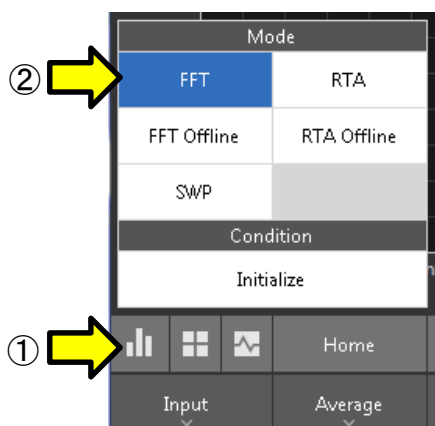 Mode
② FFT RTA
FFT Offline RTA Offline
SWP
Condition
Initialize
① Home
Input Average